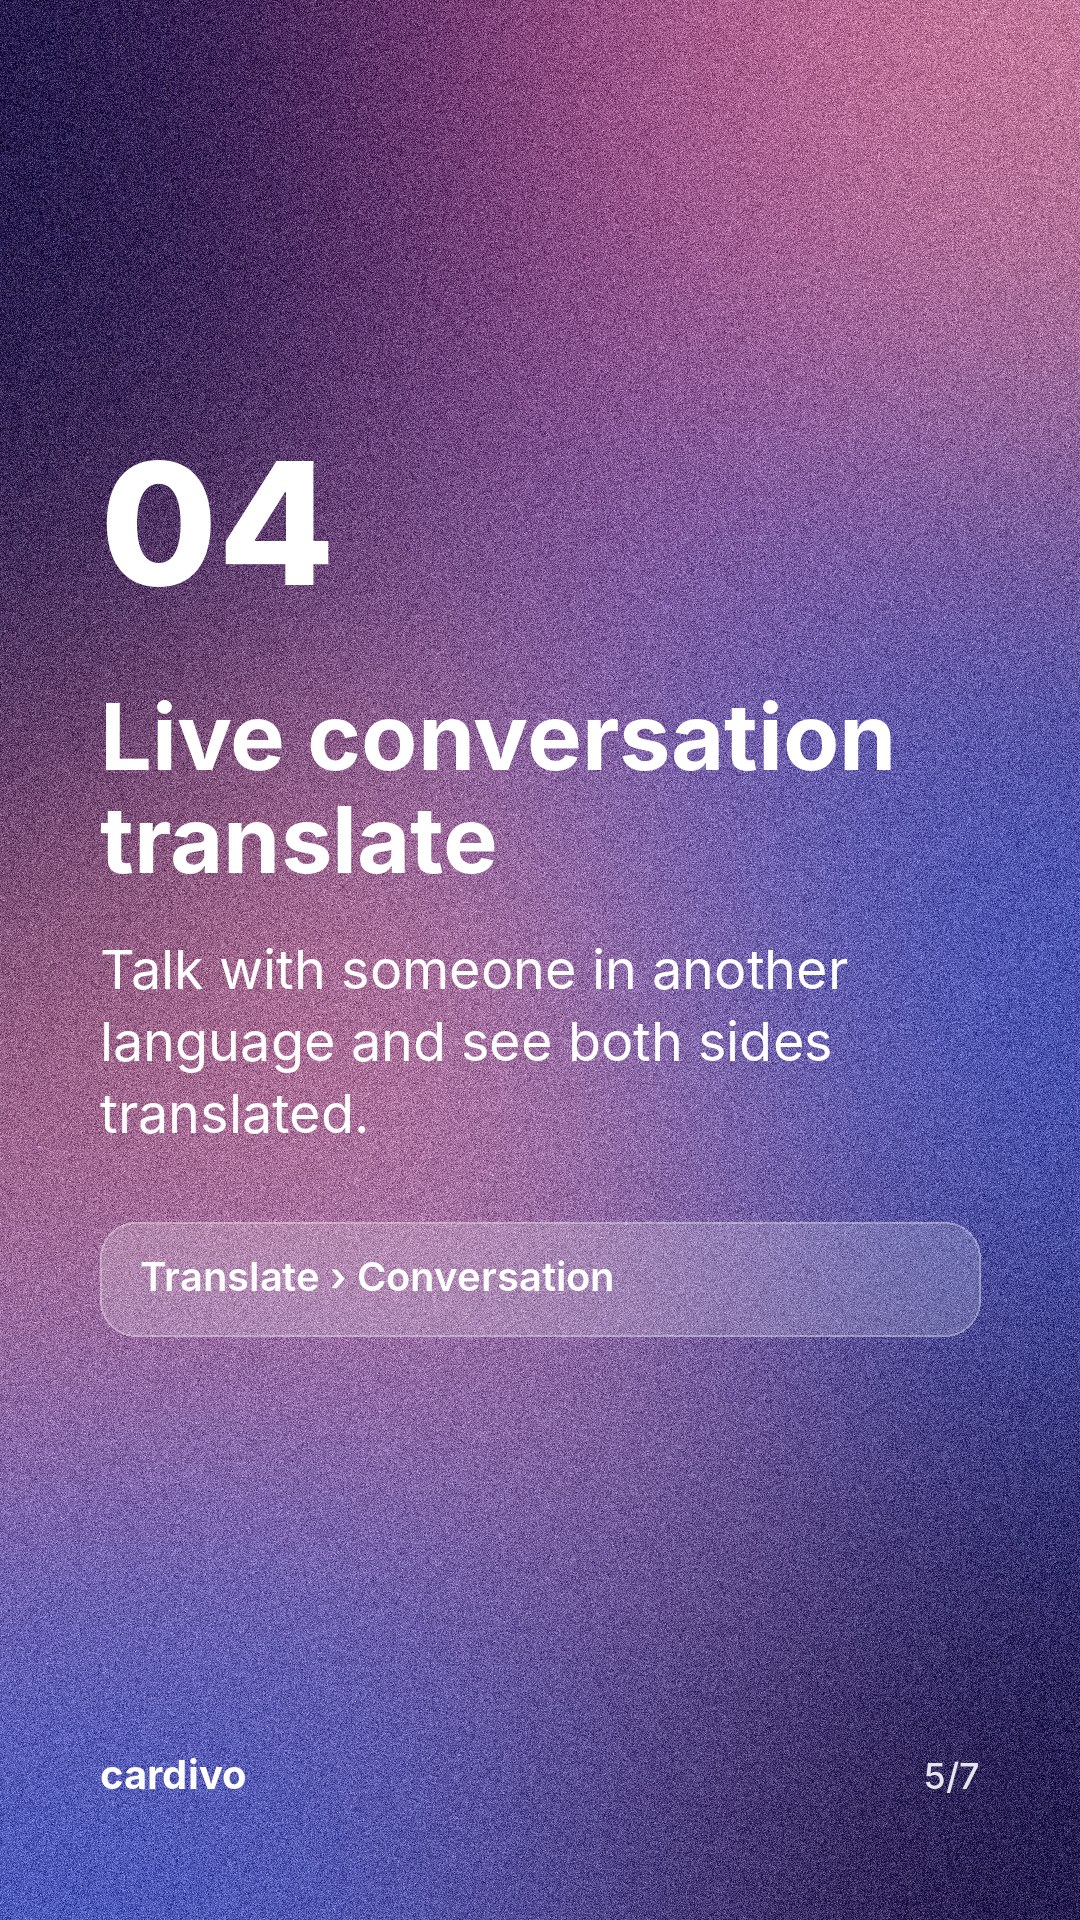 04
Live conversation
translate
Talk with someone in another
language and see both sides
translated.
Translate › Conversation
cardivo
5/7